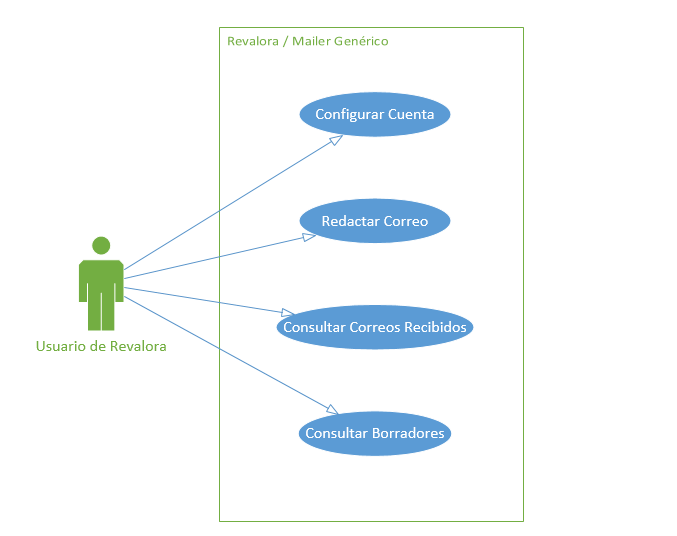 Revalora / Mailer Genérico
Configurar Cuenta
Redactar Correo
Consultar Correos Recibidos
Usuario de Revalora
Consultar Borradores